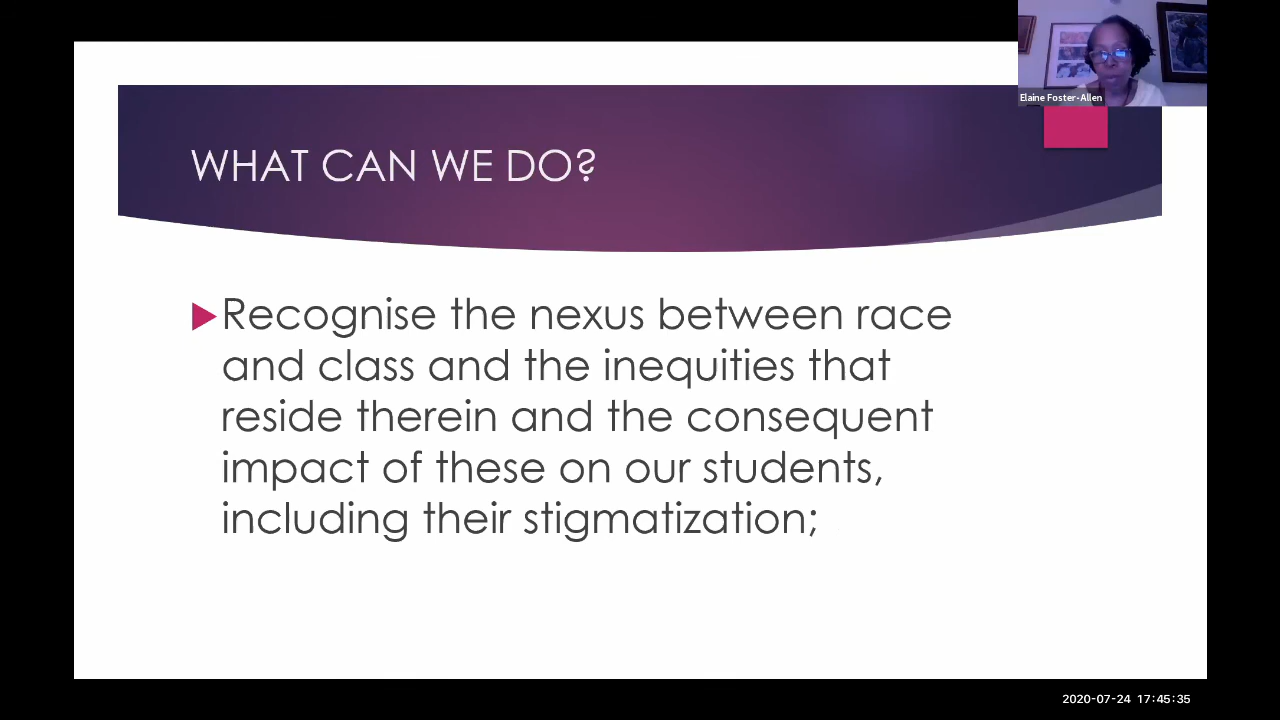 Elaine Foster-Allen
WHAT CAN WE DO?
Recognise the nexus between race
and class and the inequities that
reside therein and the consequent
impact of these on our students,
including their stigmatization;
2020-07-24 17:45:35